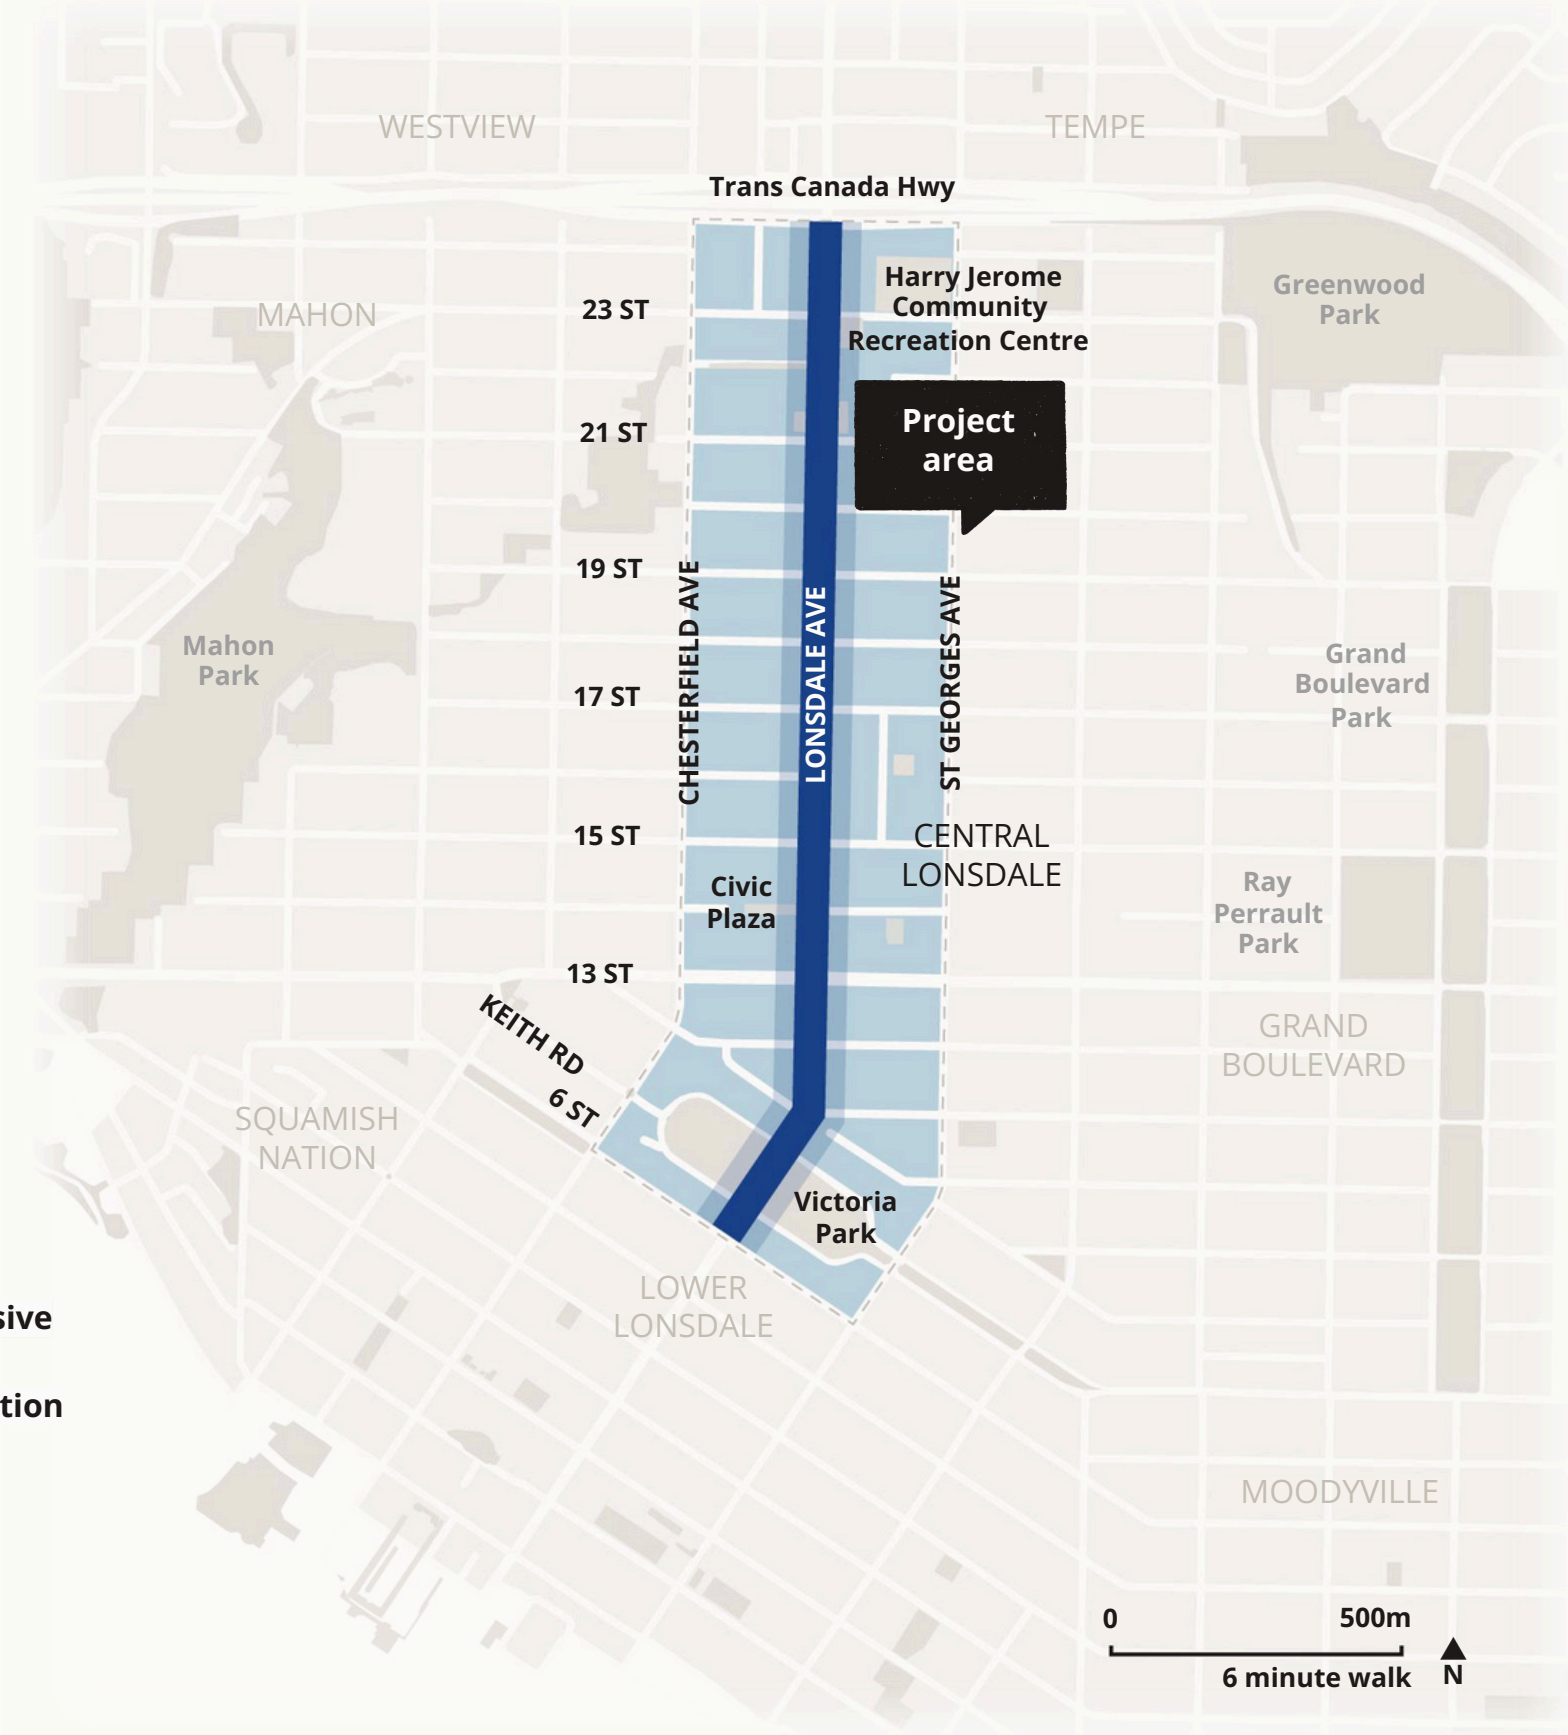 WESTVIEW
TEMPE
Trans Canada Hwy
Harry Jerome
Community
Recreation Centre
Greenwood
Park
23 ST
MAHON
Project
area
21 ST
19 ST
CHESTERFIELD AVE
LONSDALE AVE
ST GEORGES AVE
Mahon
Park
Grand
Boulevard
Park
17 ST
15 ST
CENTRAL
LONSDALE
Civic
Plaza
Ray
Perrault
Park
13 ST
KEITH RD
6 ST
GRAND
BOULEVARD
SQUAMISH
NATION
Victoria
Park
LOWER
LONSDALE
sive
tion
MOODYVILLE
0 500m
6 minute walk
N